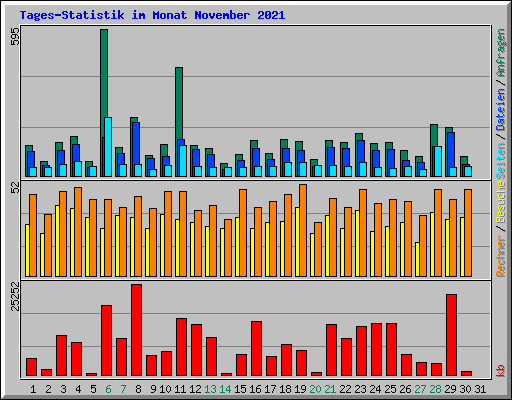 Tages-Statistik im Monat November 2021
595
52
25252
Rechner / Besuche Seiten / Dateien / Anfragen
kb
1 2 3 4 5 6 7 8 9 10 11 12 13 14 15 16 17 18 19 20 21 22 23 24 25 26 27 28 29 30 31